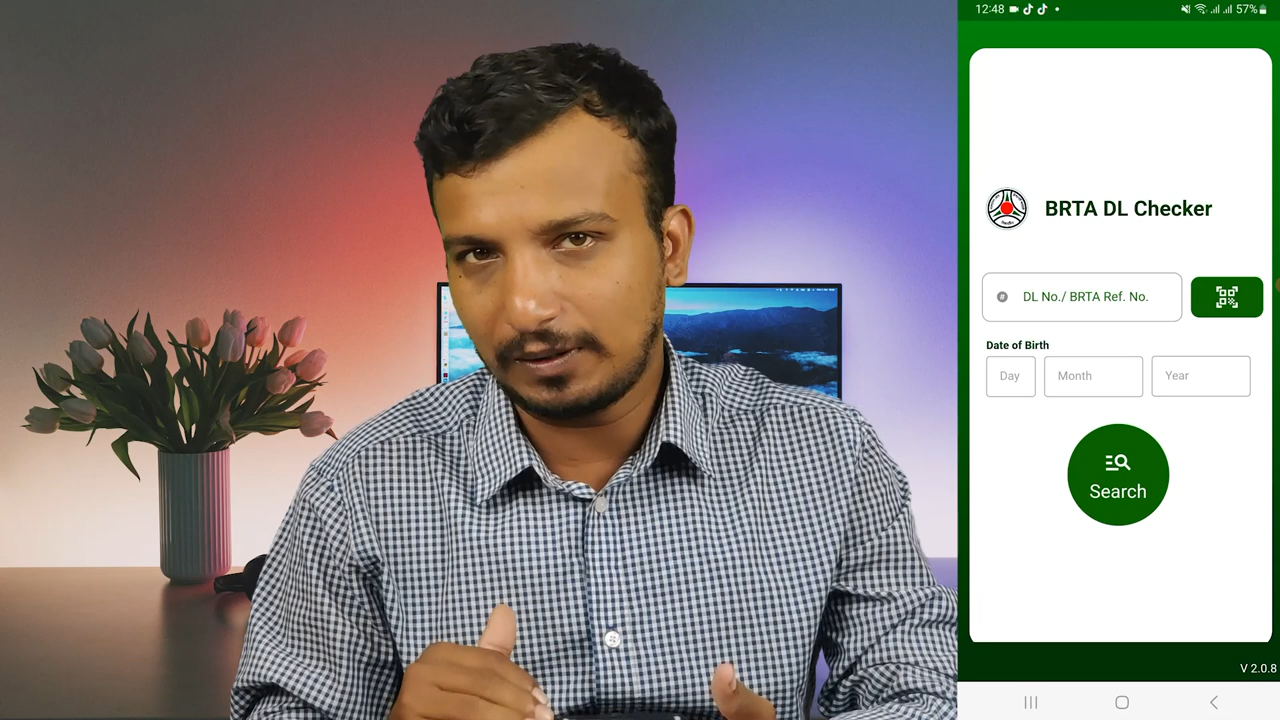 12:48
57%
BRTA DL Checker
DL No./ BRTA Ref. No.
Date of Birth
Day
Month
Year
Search
V 2.0.8